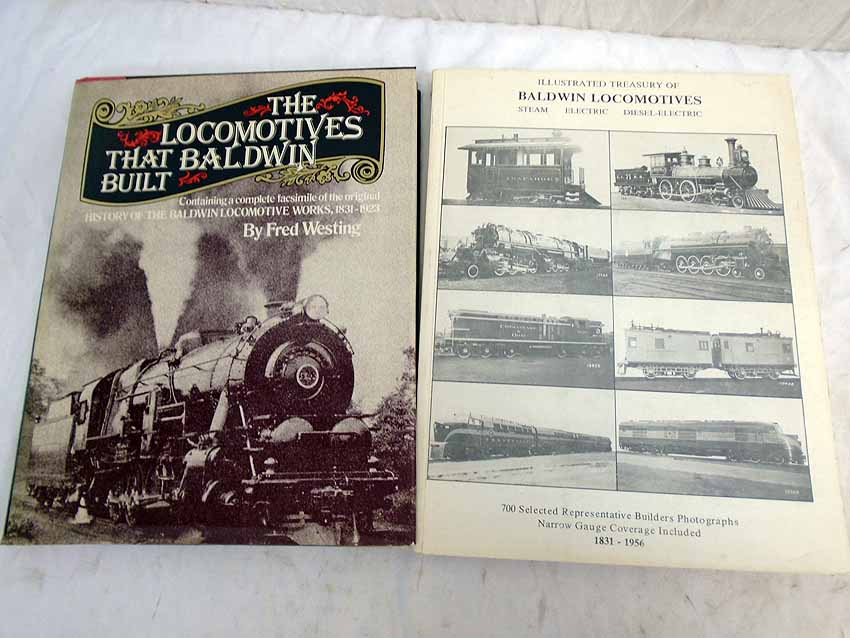 THE
LOCOMOTIVES
THAT BALDWIN
BUILT
Containing a complete facsimile of the original
HISTORY OF THE BALDWIN LOCOMOTIVE WORKS, 1831-1923
By Fred Westing
ILLUSTRATED TREASURY OF
BALDWIN LOCOMOTIVES
STEAM ELECTRIC DIESEL-ELECTRIC
700 Selected Representative Builders Photographs
Narrow Gauge Coverage Included
1831 - 1956